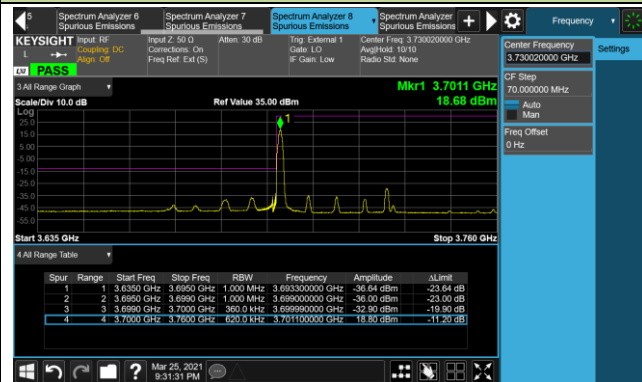 5
Spectrum Analyzer 6
Spurious Emissions
Spectrum Analyzer 7
Spurious Emissions
Spectrum Analyzer 8
Spurious Emissions
Spectrum Analyzer
Spurious Emissions
Frequency
KEYSIGHT
L
LXI
PASS
Input: RF
Coupling: DC
Align: Off
Input Z: 50 Ω
Corrections: On
Freq Ref: Ext (S)
Atten: 30 dB
Trig: External 1
Gate: LO
IF Gain: Low
Center Freq: 3.730020000 GHz
Avg|Hold: 10/10
Radio Std: None
Center Frequency
3.730020000 GHz
Settings
CF Step
70.000000 MHz
Auto
Man
Freq Offset
0 Hz
3 All Range Graph
Mkr1 3.7011 GHz
18.68 dBm
Scale/Div 10.0 dB
Ref Value 35.00 dBm
Log
25.0
15.0
5.00
-5.00
-15.0
-25.0
-35.0
-45.0
-55.0
1
Start 3.635 GHz
Stop 3.760 GHz
4 All Range Table
Spur Range Start Freq Stop Freq RBW Frequency Amplitude ΔLimit
1 1 3.6350 GHz 3.6950 GHz 1.000 MHz 3.693300000 GHz -36.64 dBm -23.64 dB
2 2 3.6950 GHz 3.6990 GHz 1.000 MHz 3.699000000 GHz -36.00 dBm -23.00 dB
3 3 3.6990 GHz 3.7000 GHz 360.0 kHz 3.699990000 GHz -32.90 dBm -19.90 dB
4 4 3.7000 GHz 3.7600 GHz 620.0 kHz 3.701100000 GHz 18.80 dBm -11.20 dB
?
Mar 25, 2021
9:31:31 PM